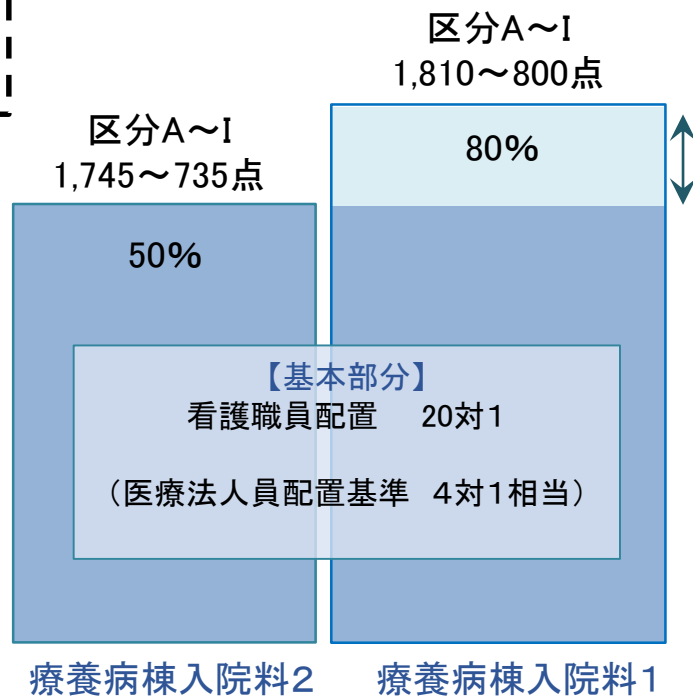 区分A～I
1,810～800点
80%
区分A～I
1,745～735点
50%
【基本部分】
看護職員配置　20対1
（医療法人員配置基準　4対1相当）
療養病棟入院料2
療養病棟入院料1